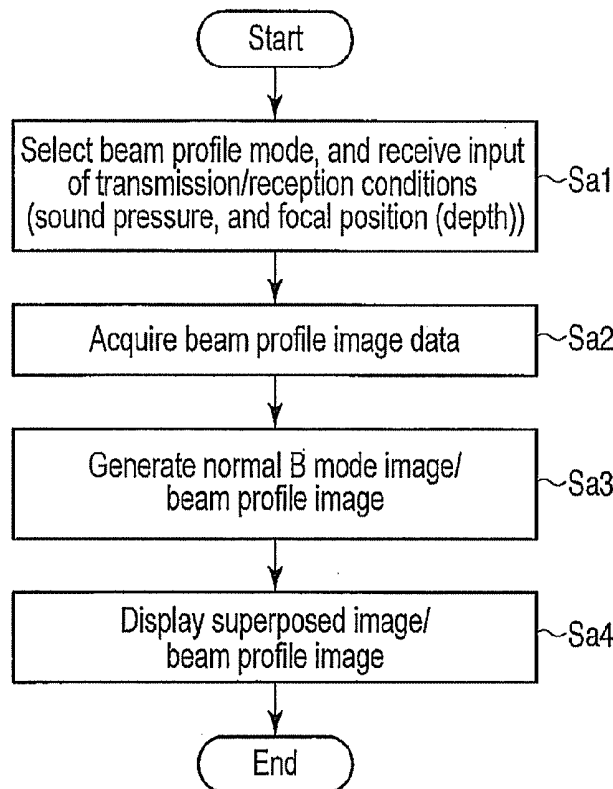 Start
Select beam profile mode, and receive input
of transmission/reception conditions
(sound pressure, and focal position (depth))
Sa1
Acquire beam profile image data
Sa2
Generate normal B mode image/
beam profile image
Sa3
Display superposed image/
beam profile image
Sa4
End